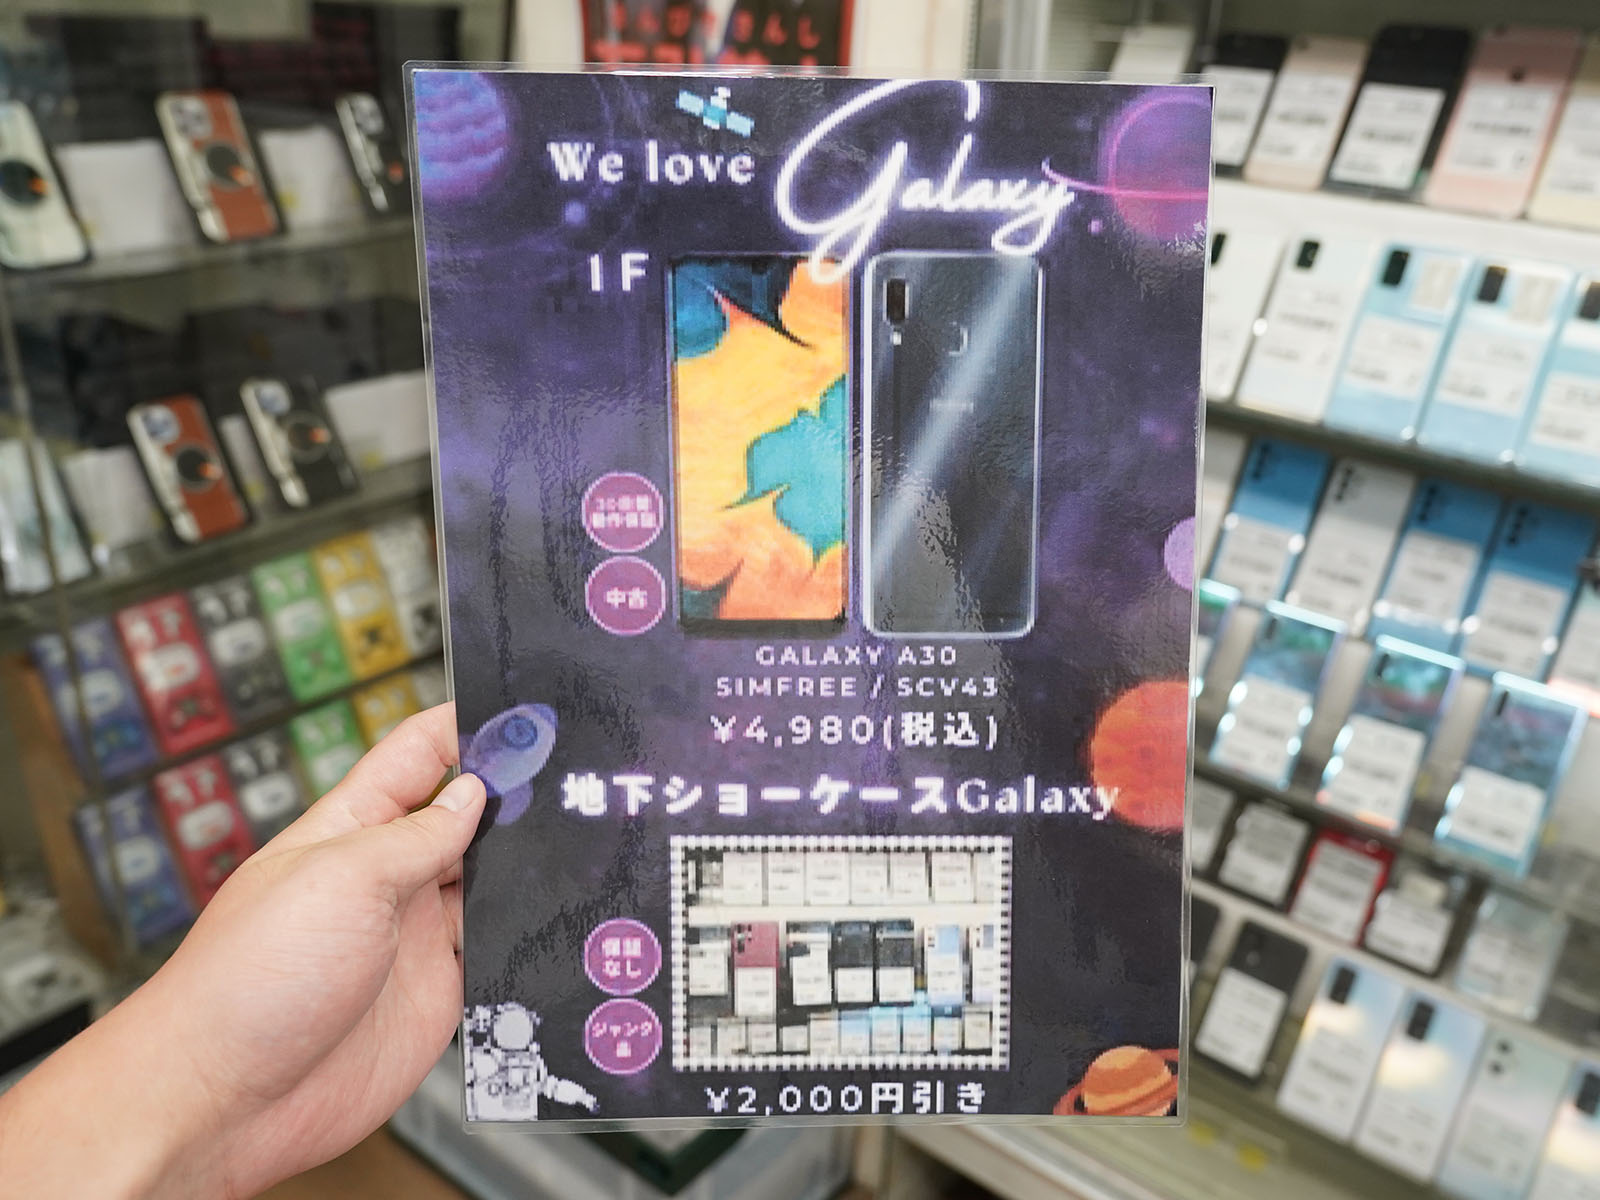 We love Galaxy
1F
30日間
動作保証
中古
GALAXY A30
SIMFREE / SCV43
¥4,980(税込)
地下ショーケースGalaxy
保証
なし
ジャンク
品
¥2,000円引き